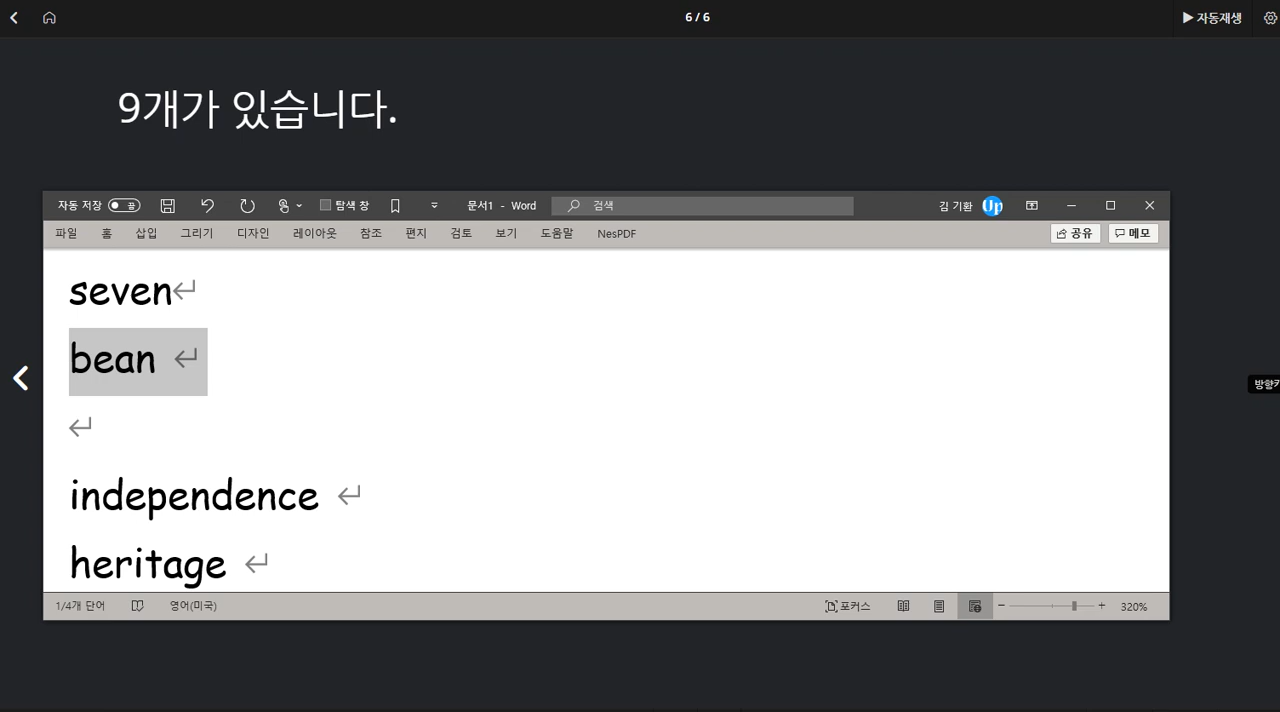 6 / 6
자동재생
9개가 있습니다.
자동 저장 끔
탐색 창
문서1 - Word
검색
김 기환
Up
파일 홈 삽입 그리기 디자인 레이아웃 참조 편지 검토 보기 도움말 NesPDF
공유
메모
seven
bean
independence
heritage
방향키
1/4개 단어
영어(미국)
포커스
320%